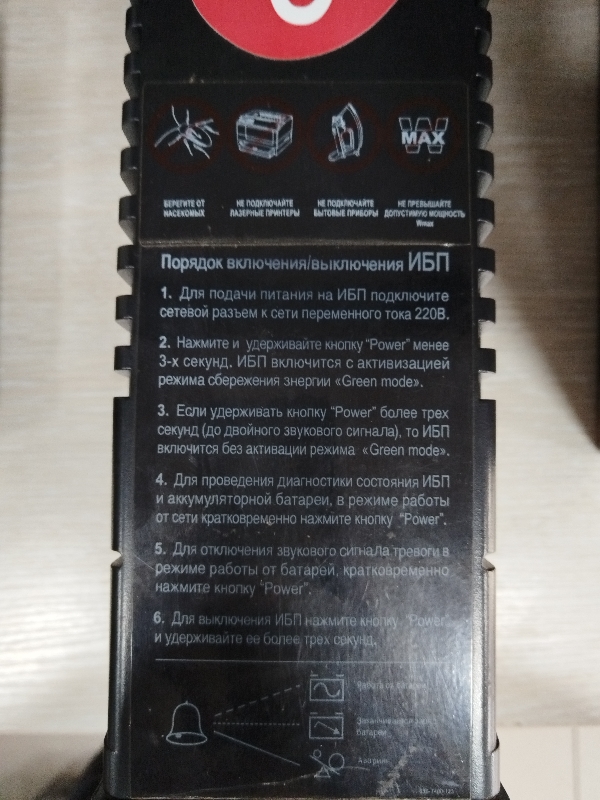 W
MAX
БЕРЕГИТЕ ОТ НАСЕКОМЫХ
НЕ ПОДКЛЮЧАЙТЕ ЛАЗЕРНЫЕ ПРИНТЕРЫ
НЕ ПОДКЛЮЧАЙТЕ БЫТОВЫЕ ПРИБОРЫ
НЕ ПРЕВЫШАЙТЕ ДОПУСТИМУЮ МОЩНОСТЬ Wmax
Порядок включения/выключения ИБП
1. Для подачи питания на ИБП подключите
сетевой разъем к сети переменного тока 220В.
2. Нажмите и удерживайте кнопку "Power" менее
3-х секунд. ИБП включится с активизацией
режима сбережения знергии «Green mode».
3. Если удерживать кнопку "Power" более трех
секунд (до двойного звукового сигнала), то ИБП
включится без активации режима «Green mode».
4. Для проведения диагностики состояния ИБП
и аккумуляторной батареи, в режиме работы
от сети кратковременно нажмите кнопку "Power".
5. Для отключения звукового сигнала тревоги в
режиме работы от батарей, кратковременно
нажмите кнопку "Power".
6. Для выключения ИБП нажмите кнопку "Power"
и удерживайте ее более трех секунд.
Работа от батареи
батареи